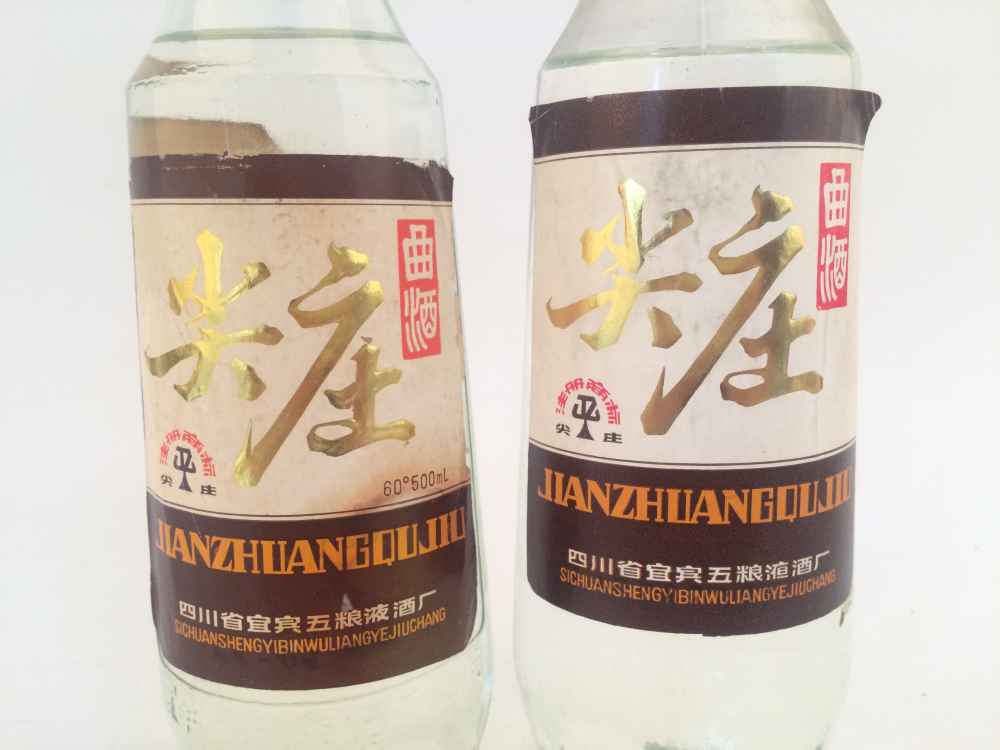 曲酒
尖庄
注册商标
尖庄
60°500mL
JIANZHUANGQUJIU
四川省宜宾五粮液酒厂
SICHUANSHENGYIBINWULIANGYEJIUCHANG
曲酒
尖庄
注册商标
尖庄
JIANZHUANGQUJIU
四川省宜宾五粮液酒厂
SICHUANSHENGYIBINWULIANGYEJIUCHANG